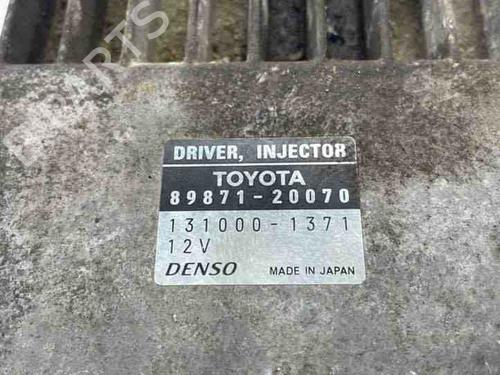 DRIVER, INJECTOR
TOYOTA
89871-20070
131000-1371
12V
DENSO MADE IN JAPAN